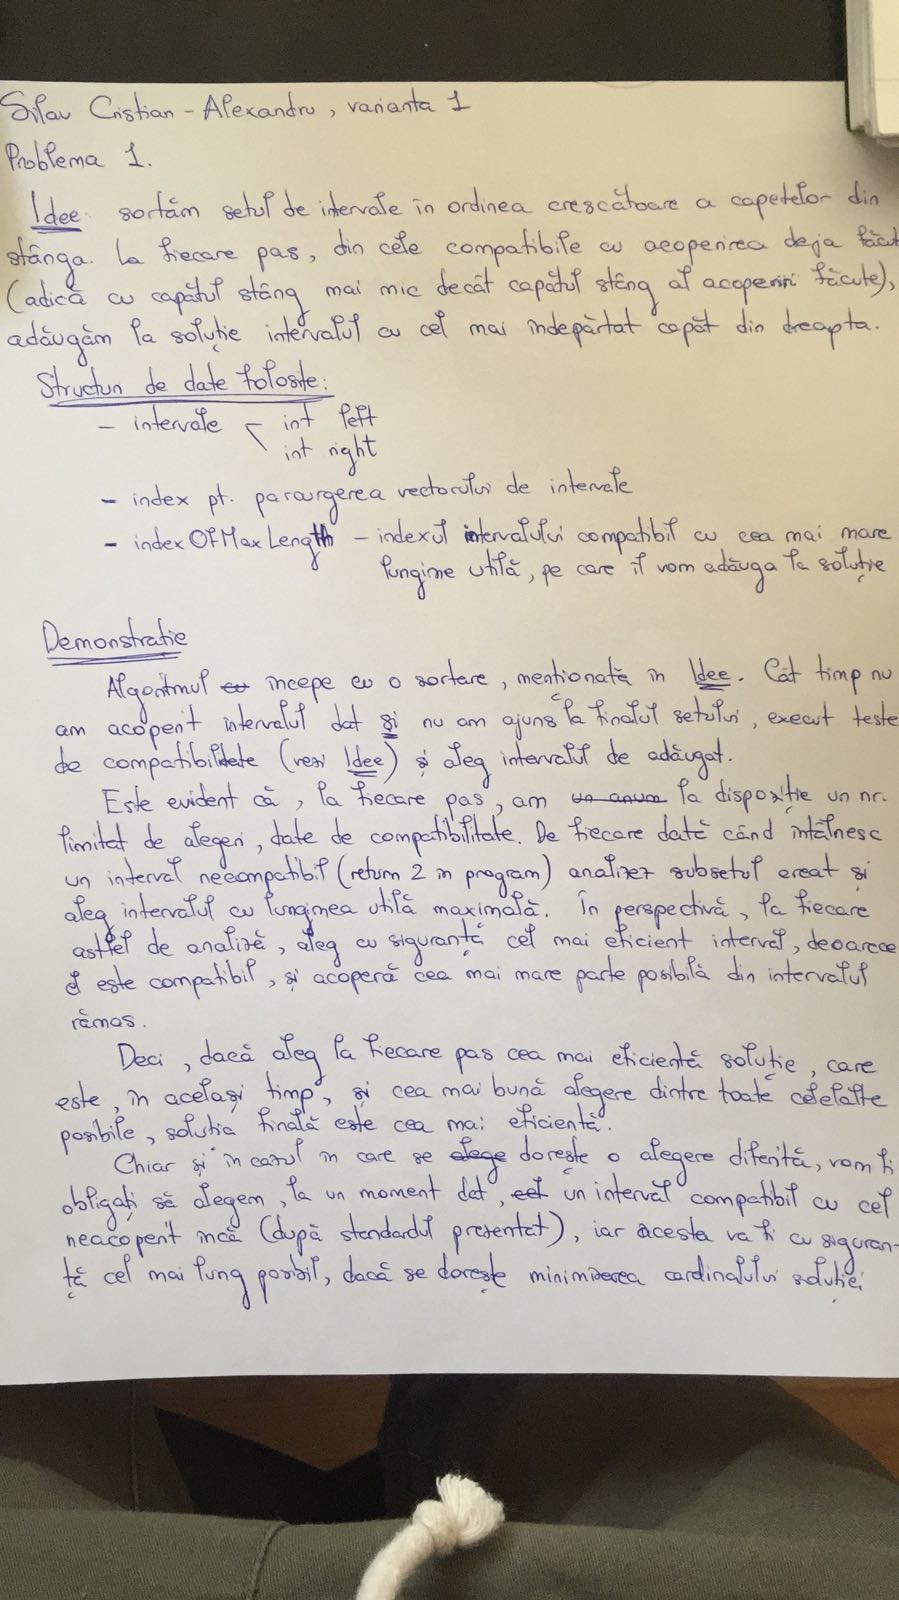 Silav Cristian - Alexandru, varianta 1
Problema 1.
Idee: sortăm setul de intervale în ordinea crescătoare a capetelor din
stânga. La fiecare pas, din cele compatibile cu acoperirea deja făcut
(adică cu capătul stâng mai mic decât capătul stâng al acoperirii făcute),
adăugăm la soluție intervalul cu cel mai îndepărtat capăt din dreapta.
Structuri de date foloste:
- intervale int left
int right
- index pt. parcurgerea vectorului de intervale
- indexOfMaxLength - indexul intervalului compatibil cu cea mai mare
lungime utilă, pe care îl vom adăuga la soluție
Demonstratie
Algoritmul începe cu o sortare, menționată în Idee. Cât timp nu
am acoperit intervalul dat și nu am ajuns la finalul setului, execut teste
de compatibilitate (vezi Idee) și aleg intervalul de adăugat.
Este evident că, la fiecare pas, am un anum la dispoziție un nr.
limitat de alegeri, date de compatibilitate. De fiecare dată când întâlnesc
un interval necompatibil (return 2 în program) analizez subsetul creat și
aleg intervalul cu lungimea utilă maximală. În perspectivă, la fiecare
astfel de analiză, aleg cu siguranță cel mai eficient interval, deoarece
el este compatibil, și acoperă cea mai mare parte posibilă din intervalul
rămas.
Deci, dacă aleg la fiecare pas cea mai eficientă soluție, care
este, în același timp, și cea mai bună alegere dintre toate celelalte
posibile, solutia finală este cea mai eficientă.
Chiar și în cazul în care se alege dorește o alegere diferită, vom fi
obligați să alegem, la un moment dat, un interval compatibil cu cel
neacoperit încă (după standardul prezentat), iar acesta va fi cu siguran-
ță cel mai lung posibil, dacă se dorește minimizarea cardinalului soluției